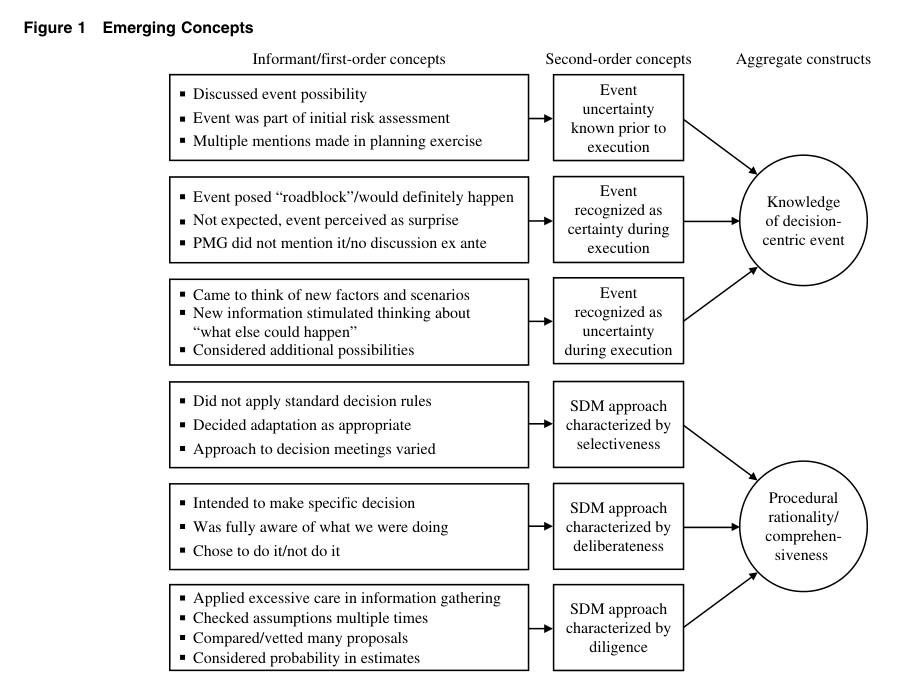 Figure 1 Emerging Concepts
Informant/first-order concepts
Second-order concepts
Aggregate constructs
▪ Discussed event possibility
▪ Event was part of initial risk assessment
▪ Multiple mentions made in planning exercise
Event
uncertainty
known prior to
execution
▪ Event posed “roadblock”/would definitely happen
▪ Not expected, event perceived as surprise
▪ PMG did not mention it/no discussion ex ante
Event
recognized as
certainty during
execution
▪ Came to think of new factors and scenarios
▪ New information stimulated thinking about
“what else could happen”
▪ Considered additional possibilities
Event
recognized as
uncertainty
during execution
Knowledge
of decision-
centric event
▪ Did not apply standard decision rules
▪ Decided adaptation as appropriate
▪ Approach to decision meetings varied
SDM approach
characterized by
selectiveness
▪ Intended to make specific decision
▪ Was fully aware of what we were doing
▪ Chose to do it/not do it
SDM approach
characterized by
deliberateness
▪ Applied excessive care in information gathering
▪ Checked assumptions multiple times
▪ Compared/vetted many proposals
▪ Considered probability in estimates
SDM approach
characterized by
diligence
Procedural
rationality/
comprehen-
siveness